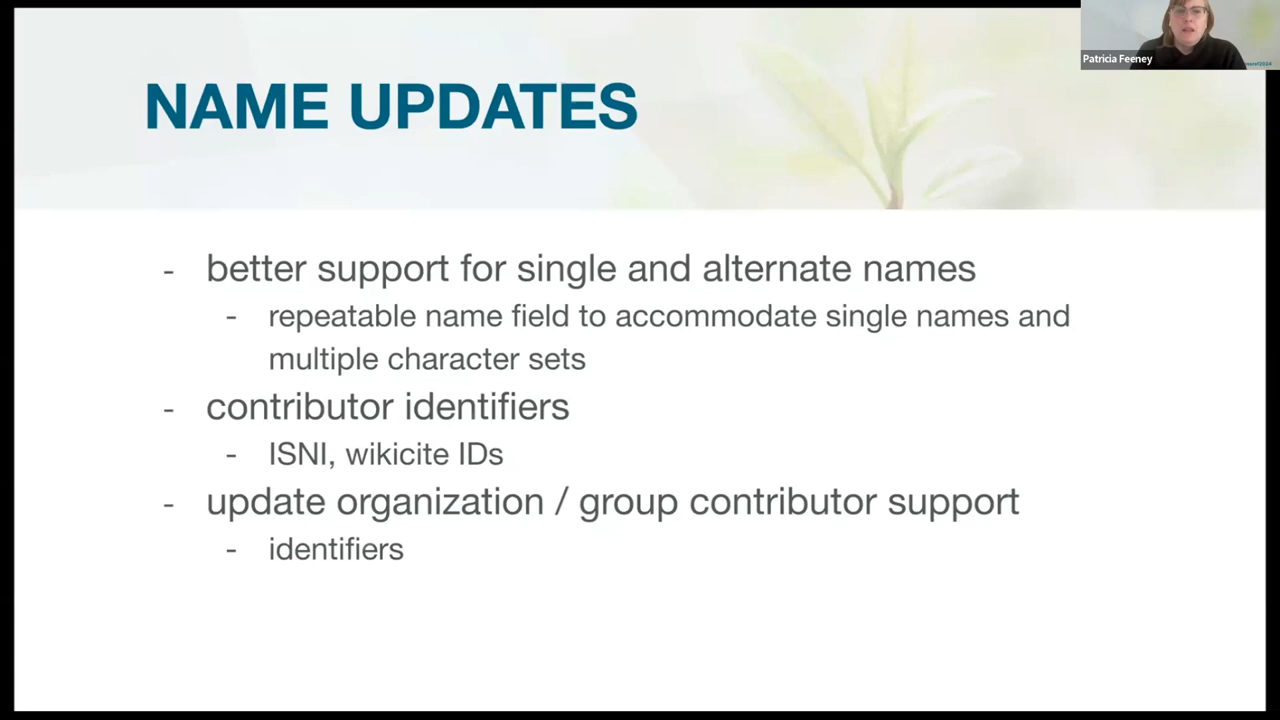 Patricia Feeney
NAME UPDATES
- better support for single and alternate names
- repeatable name field to accommodate single names and
multiple character sets
- contributor identifiers
- ISNI, wikicite IDs
- update organization / group contributor support
- identifiers